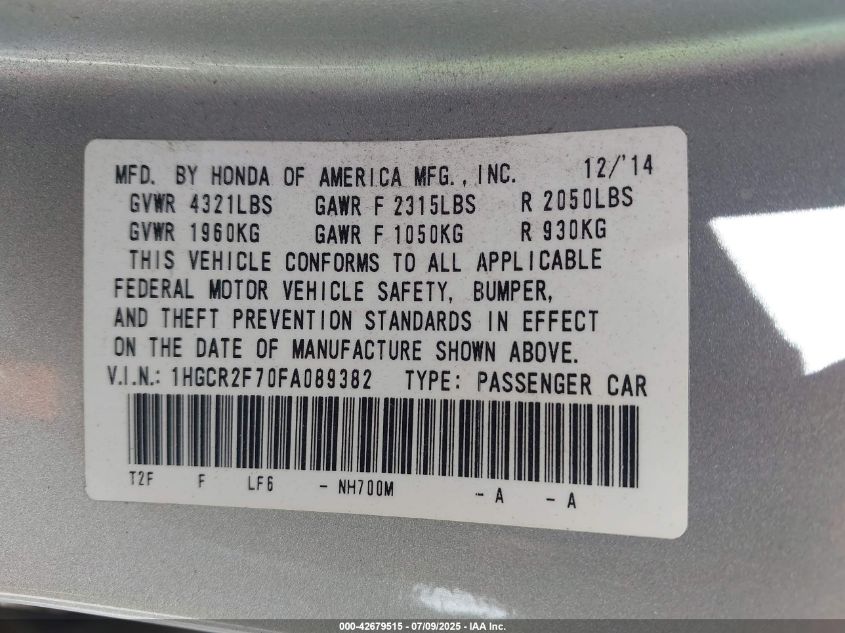 MFD. BY HONDA OF AMERICA MFG., INC. 12/'14
GVWR 4321LBS GAWR F 2315LBS R 2050LBS
GVWR 1960KG GAWR F 1050KG R 930KG
THIS VEHICLE CONFORMS TO ALL APPLICABLE
FEDERAL MOTOR VEHICLE SAFETY, BUMPER,
AND THEFT PREVENTION STANDARDS IN EFFECT
ON THE DATE OF MANUFACTURE SHOWN ABOVE.
V.I.N.: 1HGCR2F70FA089382 TYPE: PASSENGER CAR
T2F F LF6 - NH700M - A - A
000-42679515 - 07/09/2025 - IAA Inc.